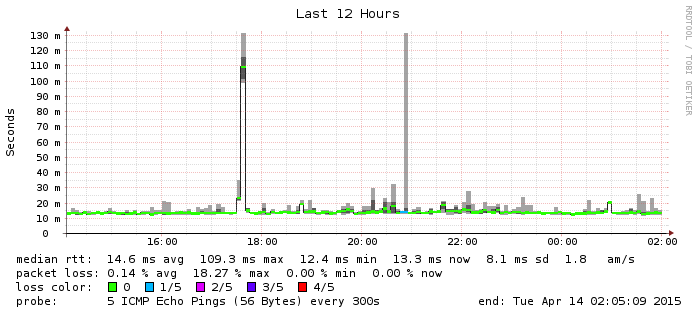 Last 12 Hours
RRDTOOL / TOBI OETIKER
Seconds
130 m
120 m
110 m
100 m
90 m
80 m
70 m
60 m
50 m
40 m
30 m
20 m
10 m
0
16:00 18:00 20:00 22:00 00:00 02:00
median rtt: 14.6 ms avg 109.3 ms max 12.4 ms min 13.3 ms now 8.1 ms sd 1.8 am/s
packet loss: 0.14 % avg 18.27 % max 0.00 % min 0.00 % now
loss color: 0 1/5 2/5 3/5 4/5
probe: 5 ICMP Echo Pings (56 Bytes) every 300s end: Tue Apr 14 02:05:09 2015